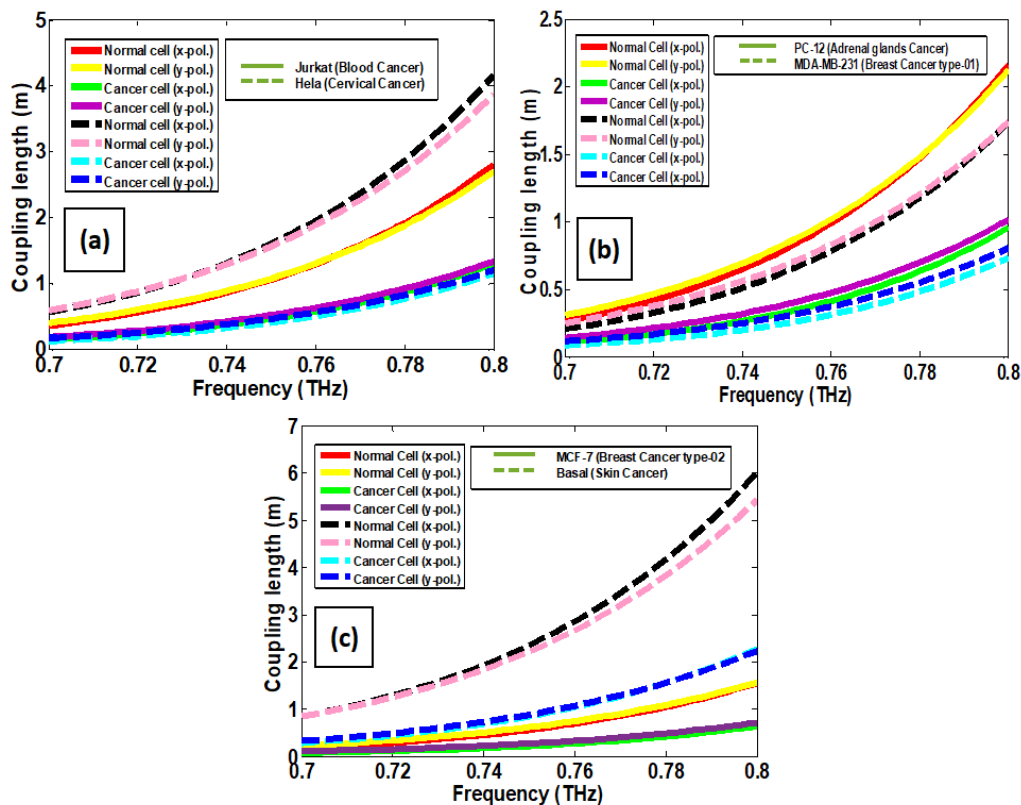 (a)
Normal Cell (x-pol.)
Normal Cell (y-pol.)
Cancer cell (x-pol.)
Cancer cell (y-pol.)
Normal cell (x-pol.)
Normal cell (y-pol.)
Cancer cell (x-pol.)
Cancer cell (y-pol.)
Jurkat (Blood Cancer)
Hela (Cervical Cancer)
Coupling length (m)
5
4
3
2
1
0
0.7 0.72 0.74 0.76 0.78 0.8
Frequency (THz)
(b)
Normal Cell (x-pol.)
Normal Cell (y-pol.)
Cancer Cell (x-pol.)
Cancer Cell (y-pol.)
Normal Cell (x-pol.)
Normal Cell (x-pol.)
Cancer Cell (x-pol.)
Cancer Cell (x-pol.)
PC-12 (Adrenal glands Cancer)
MDA-MB-231 (Breast Cancer type-01)
Coupling length (m)
2.5
2
1.5
1
0.5
0
0.7 0.72 0.74 0.76 0.78 0.8
Frequency (THz)
(c)
Normal Cell (x-pol.)
Normal Cell (y-pol.)
Cancer Cell (x-pol.)
Cancer Cell (y-pol.)
Normal Cell (x-pol.)
Normal Cell (y-pol.)
Cancer Cell (x-pol.)
Cancer Cell (y-pol.)
MCF-7 (Breast Cancer type-02
Basal (Skin Cancer)
Coupling length (m)
7
6
5
4
3
2
1
0
0.7 0.72 0.74 0.76 0.78 0.8
Frequency (THz)